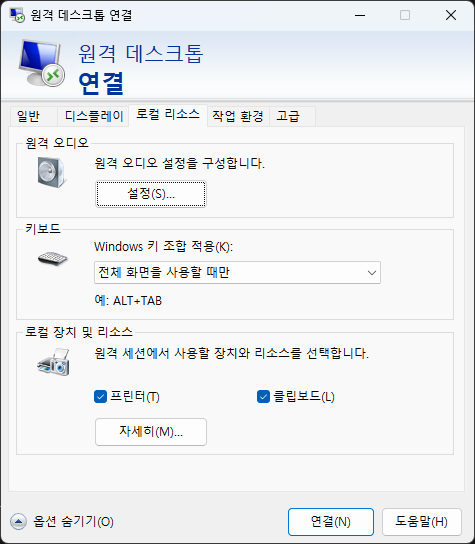 원격 데스크톱 연결
원격 데스크톱
연결
일반 디스플레이 로컬 리소스 작업 환경 고급
원격 오디오
원격 오디오 설정을 구성합니다.
설정(S)...
키보드
Windows 키 조합 적용(K):
전체 화면을 사용할 때만
예: ALT+TAB
로컬 장치 및 리소스
원격 세션에서 사용할 장치와 리소스를 선택합니다.
프린터(T) 클립보드(L)
자세히(M)...
옵션 숨기기(O) 연결(N) 도움말(H)